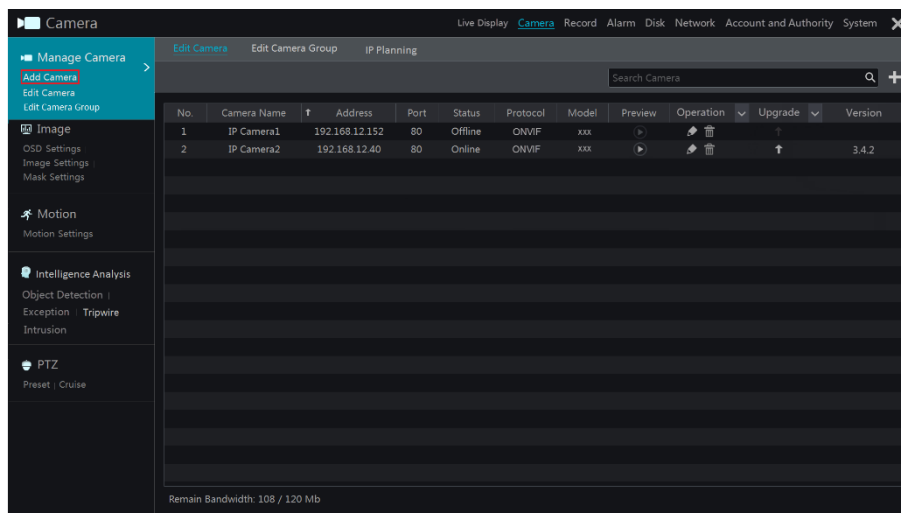 Camera
Live Display Camera Record Alarm Disk Network Account and Authority System
Manage Camera
Add Camera
Edit Camera
Edit Camera Group
Image
OSD Settings
Image Settings
Mask Settings
Motion
Motion Settings
Intelligence Analysis
Object Detection |
Exception | Tripwire
Intrusion
PTZ
Preset | Cruise
Edit Camera Edit Camera Group IP Planning
Search Camera
No. Camera Name Address Port Status Protocol Model Preview Operation Upgrade Version
1 IP Camera1 192.168.12.152 80 Offline ONVIF xxx
2 IP Camera2 192.168.12.40 80 Online ONVIF xxx 3.4.2
Remain Bandwidth: 108 / 120 Mb